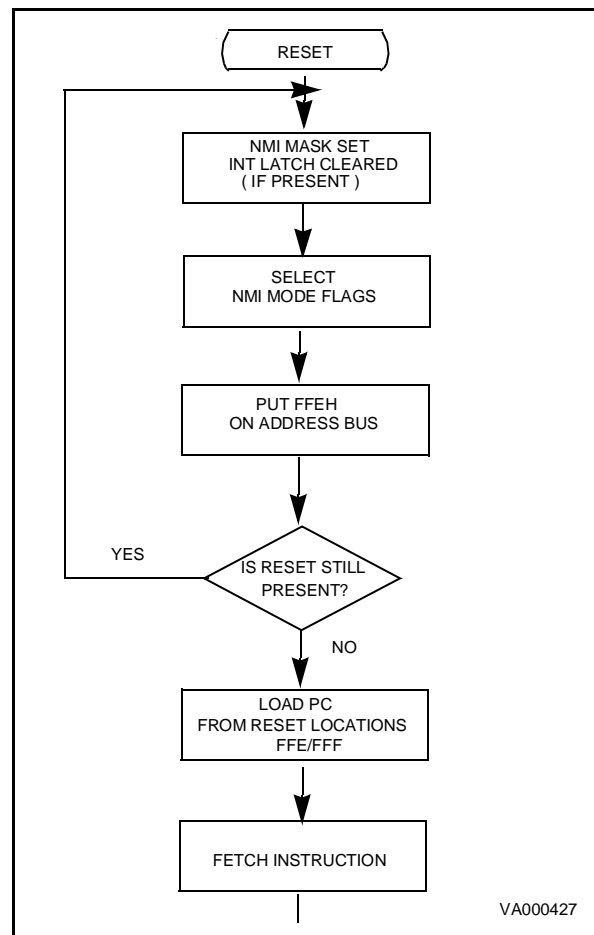 RESET
NMI MASK SET
INT LATCH CLEARED
( IF PRESENT )
SELECT
NMI MODE FLAGS
PUT FFEH
ON ADDRESS BUS
YES
IS RESET STILL
PRESENT?
NO
LOAD PC
FROM RESET LOCATIONS
FFE/FFF
FETCH INSTRUCTION
VA000427